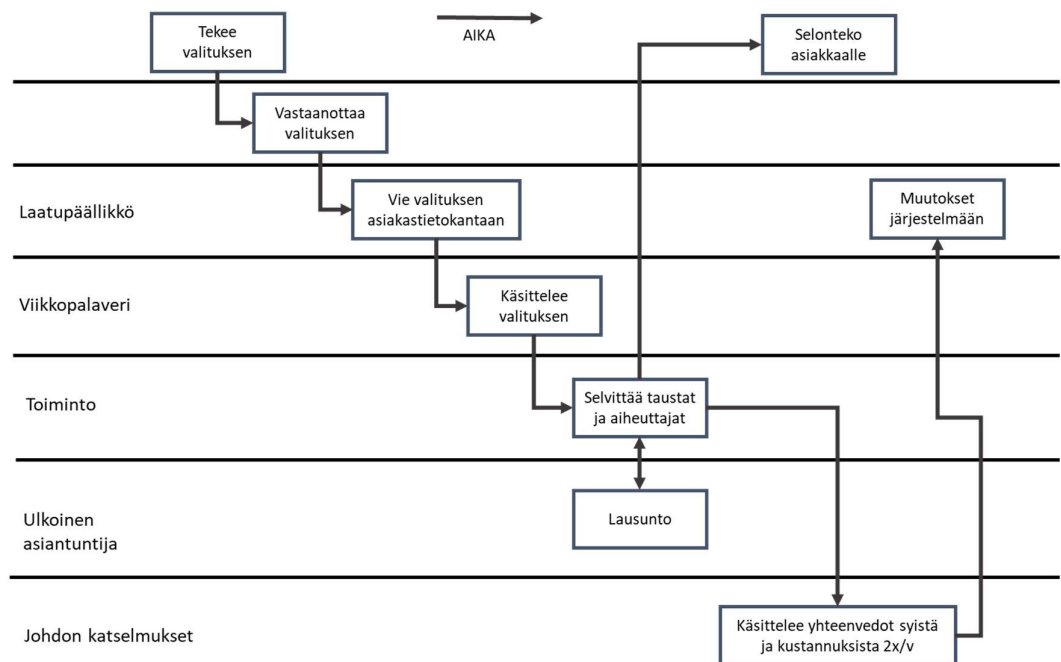 Tekee
valituksen
AIKA
Selonteko
asiakkaalle
Vastaanottaa
valituksen
Laatupäällikkö
Vie valituksen
asiakastietokantaan
Muutokset
järjestelmään
Viikkopalaveri
Käsittelee
valituksen
Toiminto
Selvittää taustat
ja aiheuttajat
Ulkoinen
asiantuntija
Lausunto
Johdon katselmukset
Käsittelee yhteenvedot syistä
ja kustannuksista 2x/v